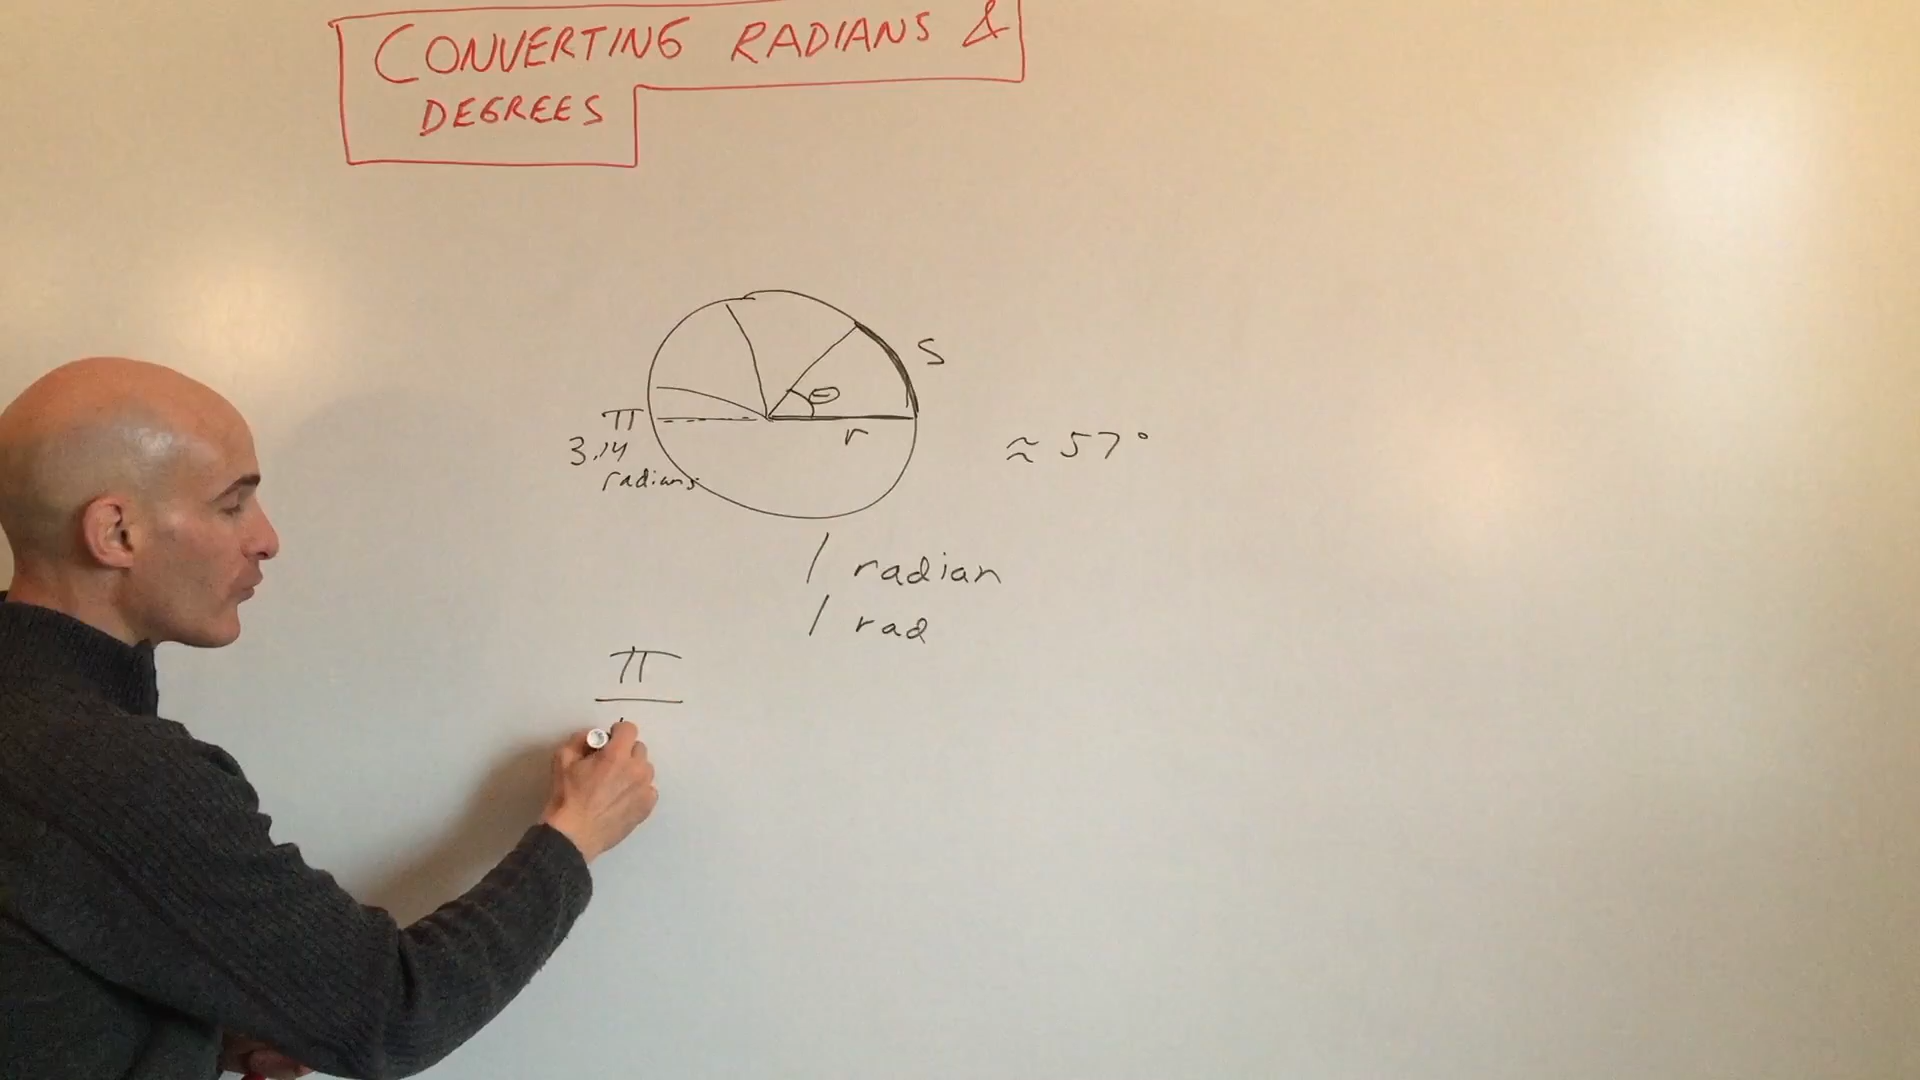 CONVERTING RADIANS &
DEGREES
S
θ
π
r
3.14
radians
≈ 57°
1 radian
1 rad
π